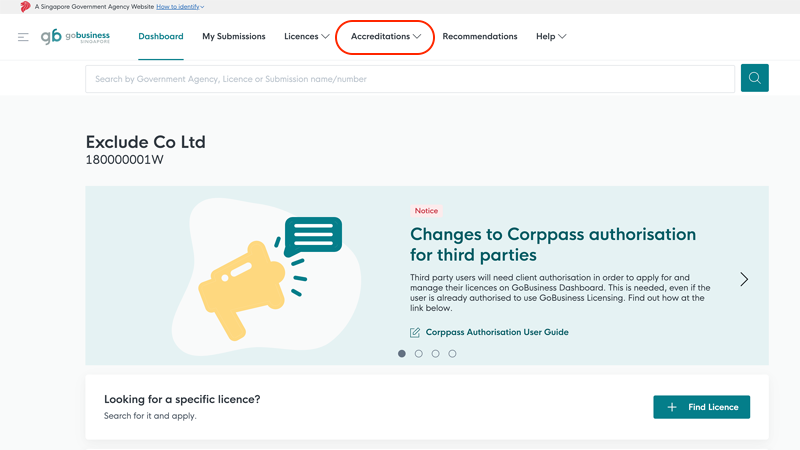 A Singapore Government Agency Website How to identify
gobusiness
SINGAPORE
Dashboard
My Submissions
Licences
Accreditations
Recommendations
Help
Search by Government Agency, Licence or Submission name/number
Exclude Co Ltd
180000001W
Notice
Changes to Corppass authorisation
for third parties
Third party users will need client authorisation in order to apply for and
manage their licences on GoBusiness Dashboard. This is needed, even if the
user is already authorised to use GoBusiness Licensing. Find out how at the
link below.
Corppass Authorisation User Guide
Looking for a specific licence?
Search for it and apply.
Find Licence